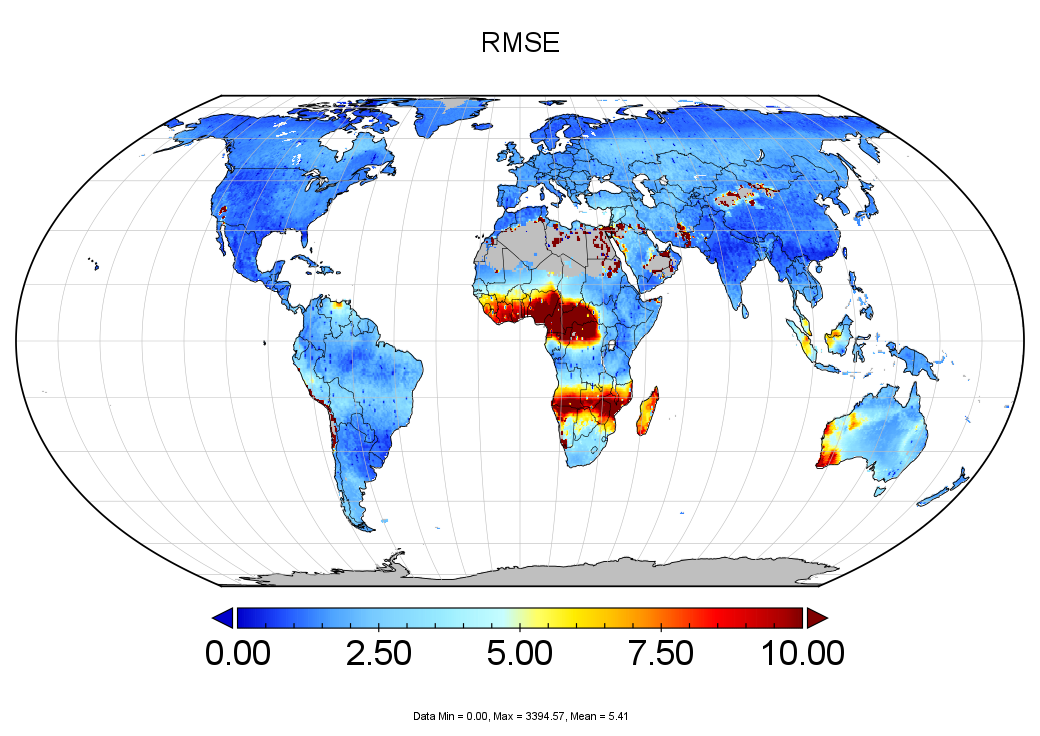 RMSE
0.00 2.50 5.00 7.50 10.00
Data Min = 0.00, Max = 3394.57, Mean = 5.41